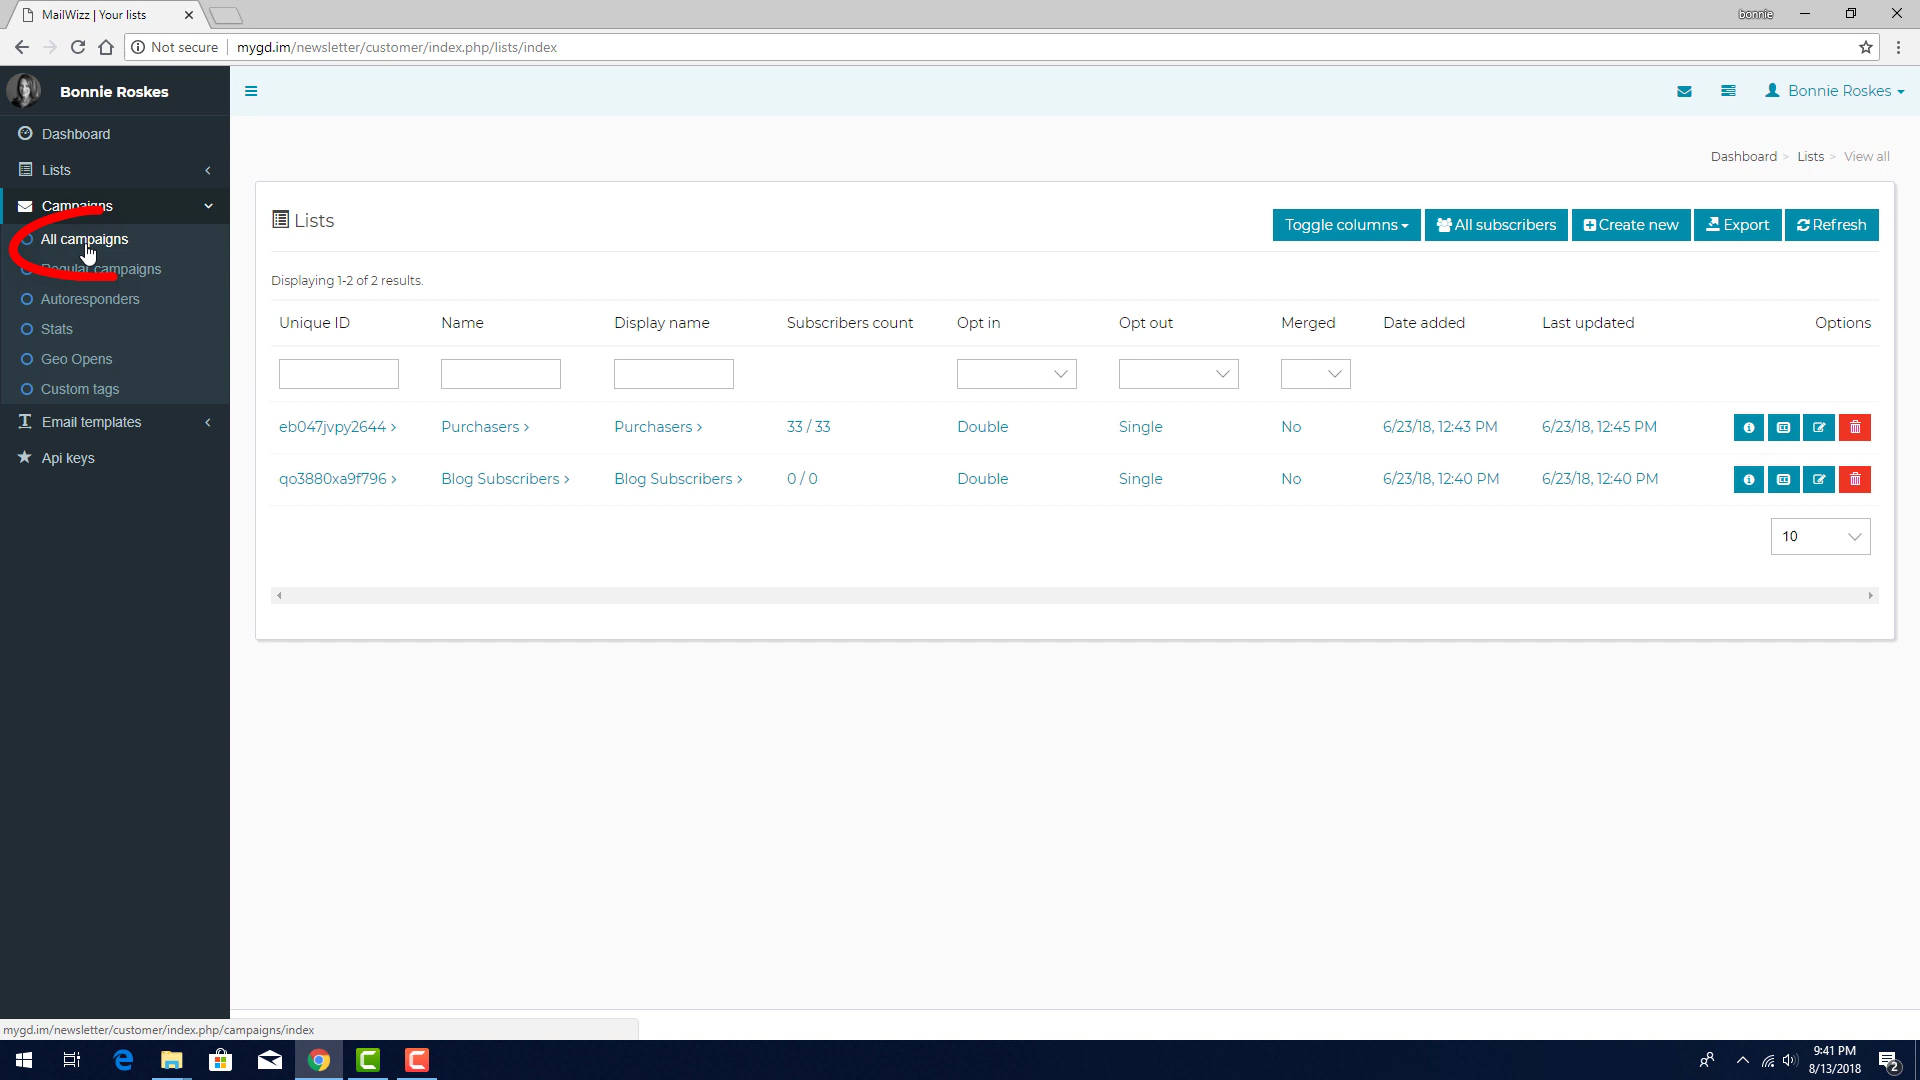 MailWizz | Your lists
bonnie
Not secure
mygd.im/newsletter/customer/index.php/lists/index
Bonnie Roskes
Bonnie Roskes
Dashboard
Lists
Campaigns
All campaigns
Regular campaigns
Autoresponders
Stats
Geo Opens
Custom tags
Email templates
Api keys
Dashboard > Lists > View all
Lists
Toggle columns All subscribers Create new Export Refresh
Displaying 1-2 of 2 results.
Unique ID Name Display name Subscribers count Opt in Opt out Merged Date added Last updated Options
eb047jvpy2644 > Purchasers > Purchasers > 33 / 33 Double Single No 6/23/18, 12:43 PM 6/23/18, 12:45 PM
qo3880xa9f796 > Blog Subscribers > Blog Subscribers > 0 / 0 Double Single No 6/23/18, 12:40 PM 6/23/18, 12:40 PM
10
mygd.im/newsletter/customer/index.php/campaigns/index
9:41 PM
8/13/2018
2